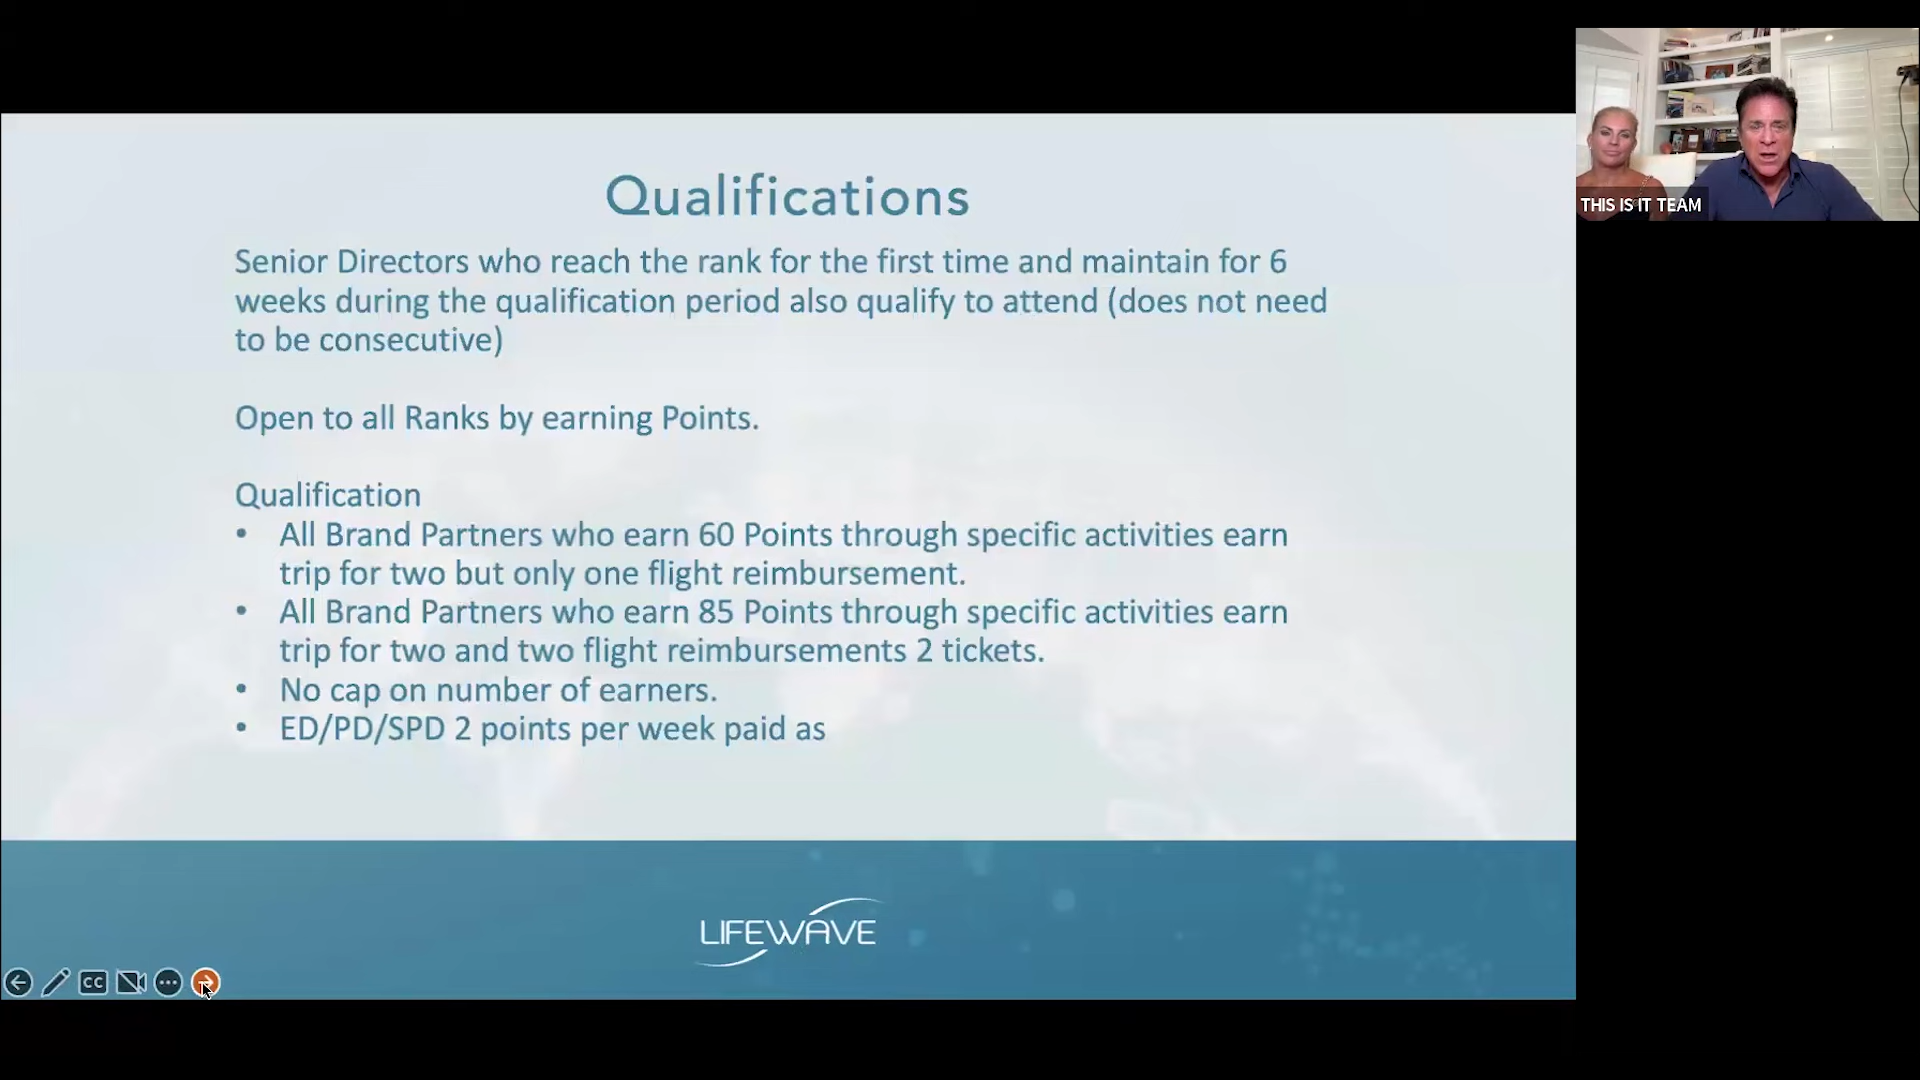 Qualifications
Senior Directors who reach the rank for the first time and maintain for 6
weeks during the qualification period also qualify to attend (does not need
to be consecutive)
Open to all Ranks by earning Points.
Qualification
• All Brand Partners who earn 60 Points through specific activities earn
trip for two but only one flight reimbursement.
• All Brand Partners who earn 85 Points through specific activities earn
trip for two and two flight reimbursements 2 tickets.
• No cap on number of earners.
• ED/PD/SPD 2 points per week paid as
LIFEWAVE
CC
THIS IS IT TEAM